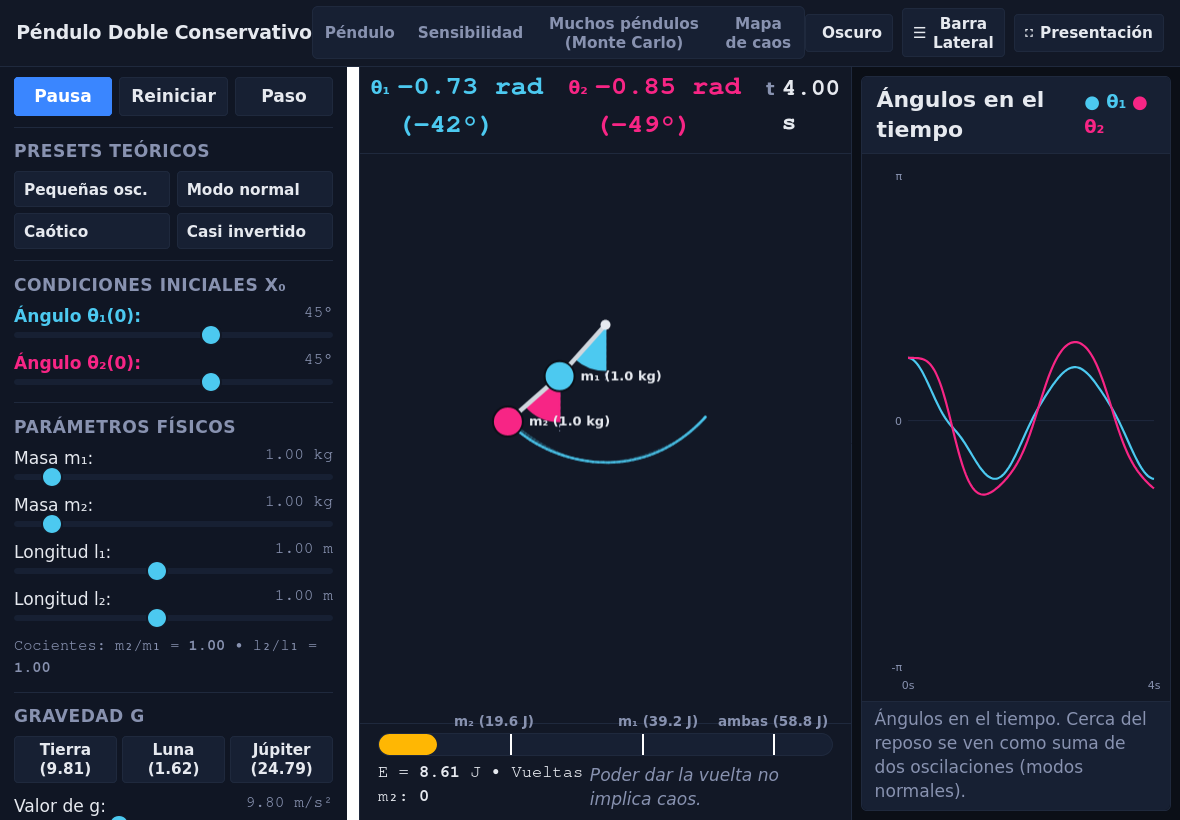 Péndulo Doble Conservativo
Péndulo
Sensibilidad
Muchos péndulos
(Monte Carlo)
Mapa
de caos
Oscuro
☰ Barra
Lateral
Presentación
Pausa
Reiniciar
Paso
PRESETS TEÓRICOS
Pequeñas osc.
Modo normal
Caótico
Casi invertido
CONDICIONES INICIALES X₀
Ángulo θ₁(0):
45°
Ángulo θ₂(0):
45°
PARÁMETROS FÍSICOS
Masa m₁:
1.00 kg
Masa m₂:
1.00 kg
Longitud l₁:
1.00 m
Longitud l₂:
1.00 m
Cocientes: m₂/m₁ = 1.00 • l₂/l₁ =
1.00
GRAVEDAD G
Tierra
(9.81)
Luna
(1.62)
Júpiter
(24.79)
Valor de g:
9.80 m/s²
θ₁ −0.73 rad
(−42°)
θ₂ −0.85 rad
(−49°)
t 4.00
s
m₁ (1.0 kg)
m₂ (1.0 kg)
m₂ (19.6 J)
m₁ (39.2 J)
ambas (58.8 J)
E = 8.61 J • Vueltas
m₂: 0
Poder dar la vuelta no
implica caos.
Ángulos en el
tiempo
● θ₁ ●
θ₂
π
0
-π
0s
4s
Ángulos en el tiempo. Cerca del
reposo se ven como suma de
dos oscilaciones (modos
normales).